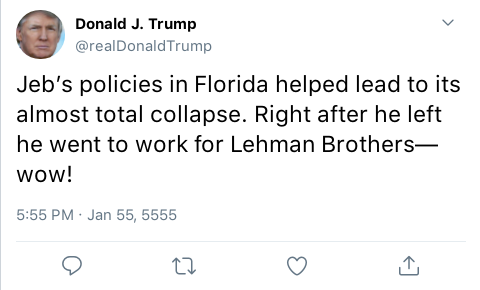 Donald J. Trump
@realDonaldTrump
Jeb’s policies in Florida helped lead to its
almost total collapse. Right after he left
he went to work for Lehman Brothers—
wow!
5:55 PM · Jan 55, 5555